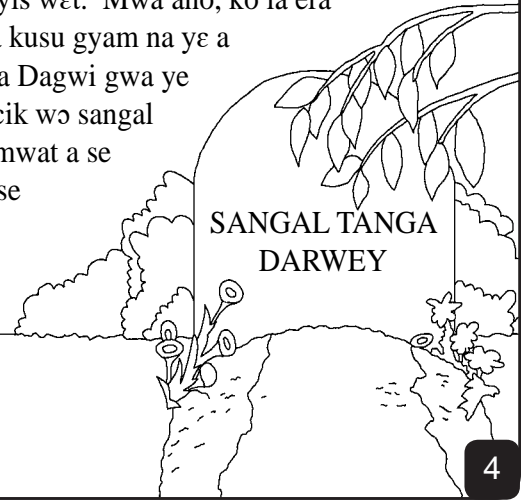 yis wɛt. Mwa ano, ko la era
kusu gyam na yɛ a
a Dagwi gwa ye
cik wɔ sangal
mwat a se
se
SANGAL TANGA
DARWEY
4